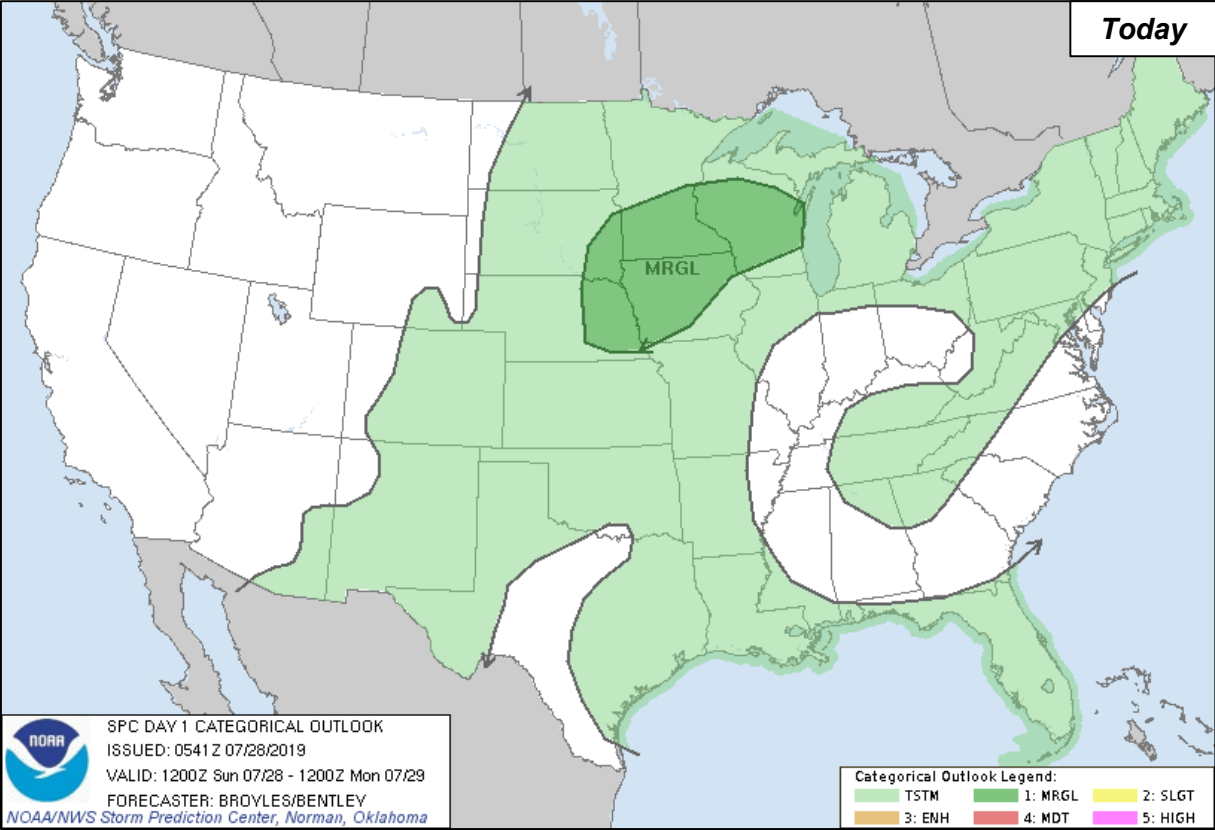 Today
MRGL
NOAA
SPC DAY 1 CATEGORICAL OUTLOOK
ISSUED: 0541Z 07/28/2019
VALID: 1200Z Sun 07/28 - 1200Z Mon 07/29
FORECASTER: BROYLES/BENTLEY
NOAA/NWS Storm Prediction Center, Norman, Oklahoma
Categorical Outlook Legend:
TSTM 1: MRGL 2: SLGT
3: ENH 4: MDT 5: HIGH